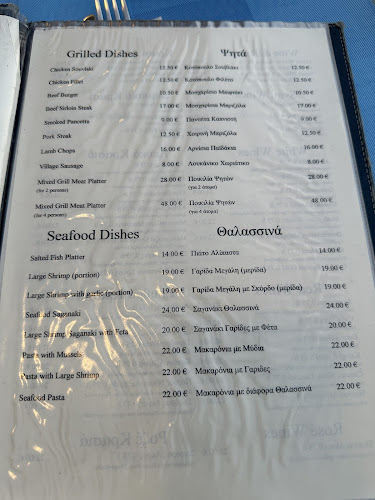 Grilled Dishes Ψητά
Chicken Souvlaki 12.50 € Κοτόπουλο Σουβλάκι 12.50 €
Chicken Fillet 12.50 € Κοτόπουλο Φιλέτο 12.50 €
Beef Burger 10.50 € Μοσχαρίσιο Μπιφτέκι 10.50 €
Beef Sirloin Steak 17.00 € Μοσχαρίσια Μπριζόλα 17.00 €
Smoked Pancetta 9.00 € Πανσέτα Καπνιστή 9.00 €
Pork Steak 12.50 € Χοιρινή Μπριζόλα 12.50 €
Lamb Chops 12.00 € Αρνίσια Παϊδάκια 12.00 €
Village Sausage 8.00 € Λουκάνικο Χωριάτικο 8.00 €
Mixed Grill Meat Platter 28.00 € Ποικιλία Ψητών 28.00 €
(for 2 persons) (για 2 άτομα)
Mixed Grill Meat Platter 48.00 € Ποικιλία Ψητών 48.00 €
(for 4 persons) (για 4 άτομα)
Seafood Dishes Θαλασσινά
Salted Fish Platter 14.00 € Πιάτο Αλίπαστα 14.00 €
Large Shrimp (portion) 19.00 € Γαρίδα Μεγάλη (μερίδα) 19.00 €
Large Shrimp with garlic (portion) 19.00 € Γαρίδα Μεγάλη με Σκόρδο (μερίδα) 19.00 €
Seafood Saganaki 24.00 € Σαγανάκι Θαλασσινά 24.00 €
Large Shrimp Saganaki with Feta 20.00 € Σαγανάκι Γαρίδες με Φέτα 20.00 €
Pasta with Mussels 22.00 € Μακαρόνια με Μύδια 22.00 €
Pasta with Large Shrimp 22.00 € Μακαρόνια με Γαρίδες 22.00 €
Seafood Pasta 22.00 € Μακαρόνια με διάφορα Θαλασσινά 22.00 €